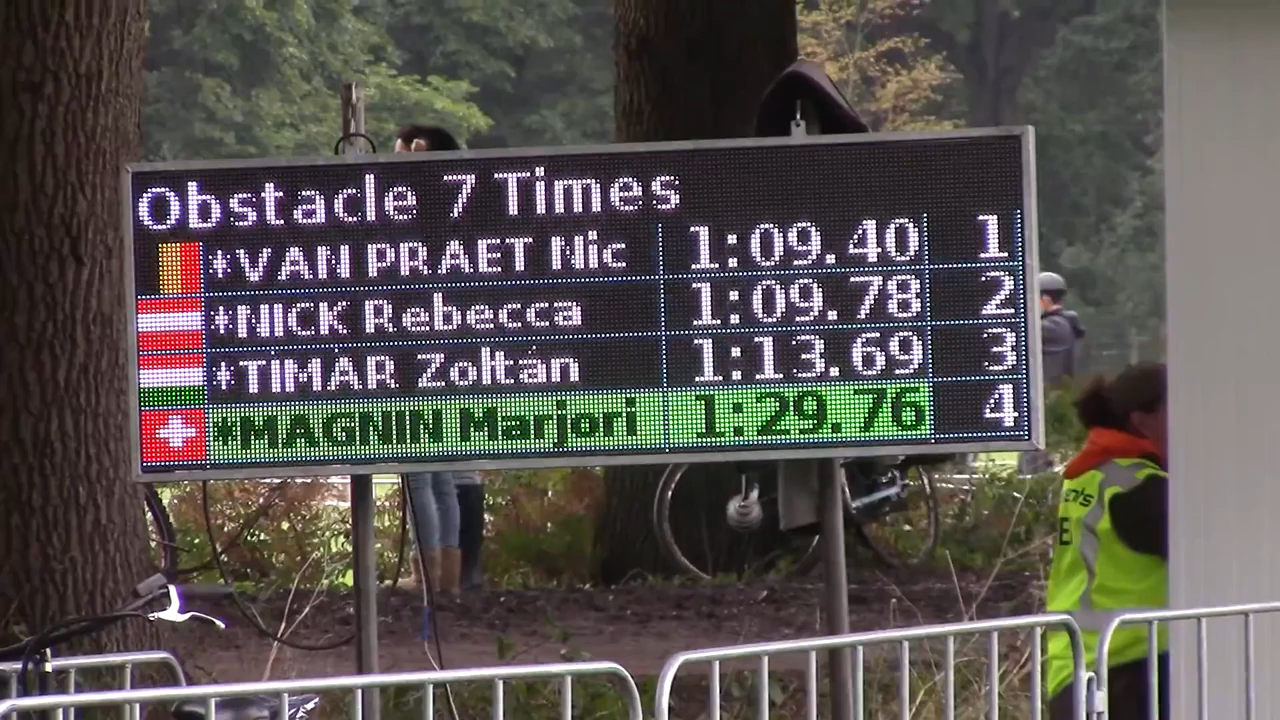 Obstacle 7 Times
*VAN PRAET Nic 1:09.40 1
*NICK Rebecca 1:09.78 2
*TIMÁR Zoltán 1:13.69 3
*MAGNIN Marjori 1:29.76 4